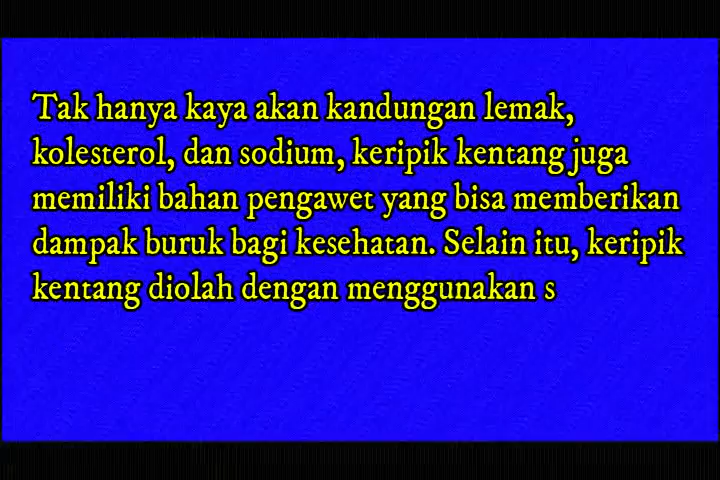 Tak hanya kaya akan kandungan lemak,
kolesterol, dan sodium, keripik kentang juga
memiliki bahan pengawet yang bisa memberikan
dampak buruk bagi kesehatan. Selain itu, keripik
kentang diolah dengan menggunakan s